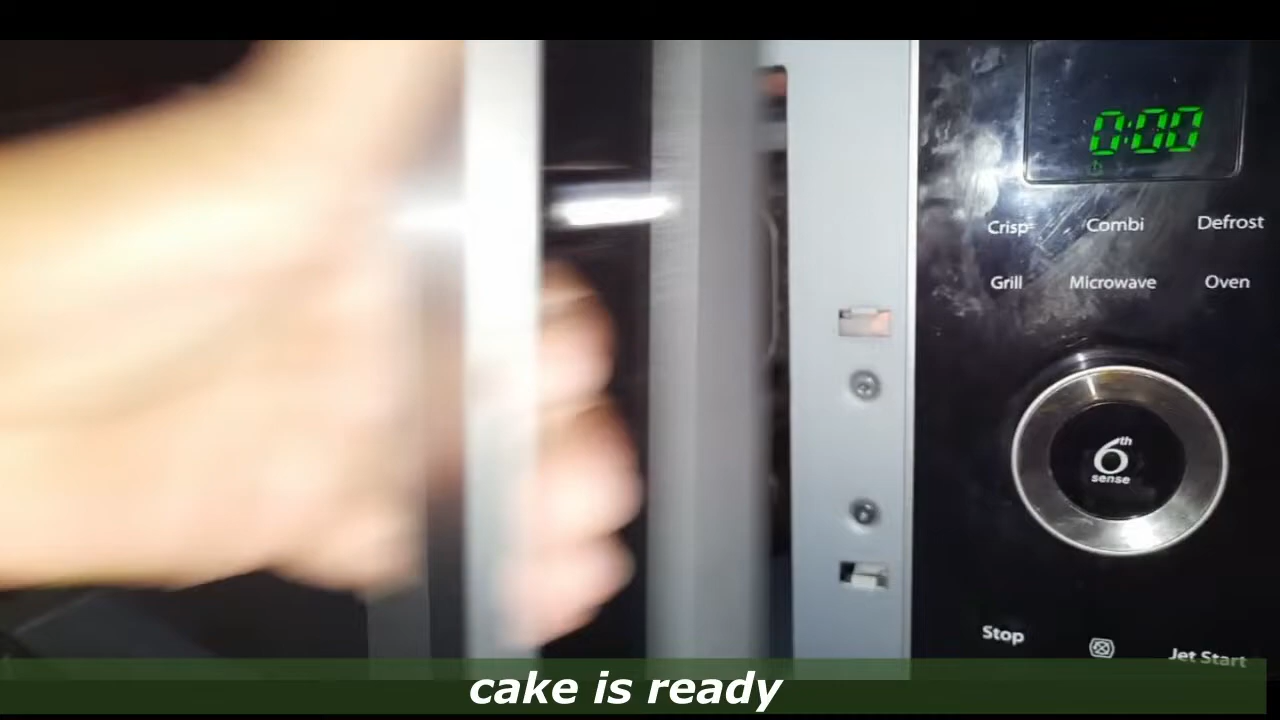 0:00
Crisp Combi Defrost
Grill Microwave Oven
6th
sense
Stop Jet Start
cake is ready